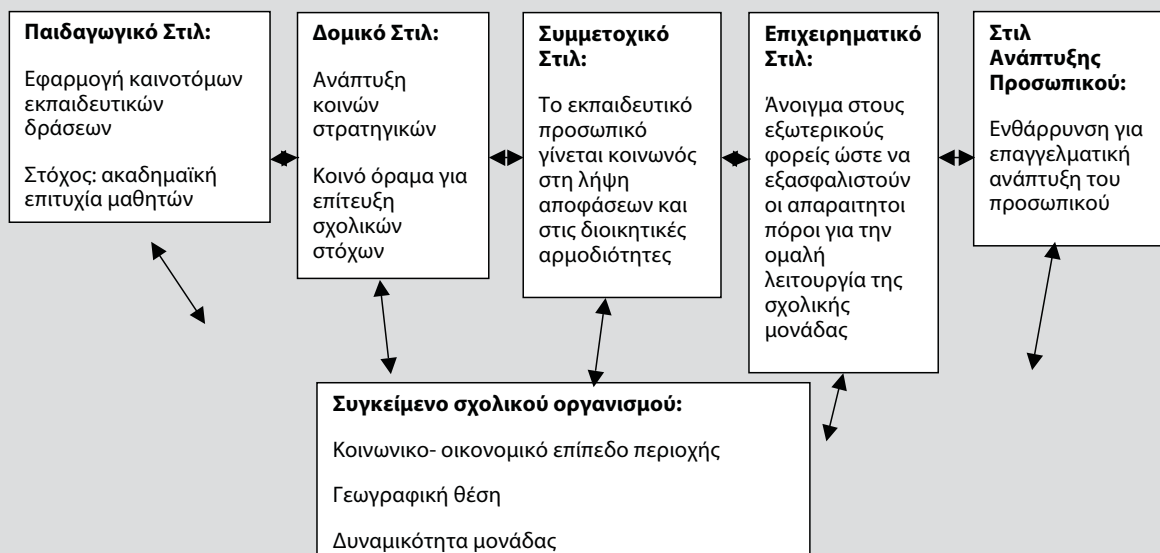 Παιδαγωγικό Στιλ:
Εφαρμογή καινοτόμων
εκπαιδευτικών
δράσεων
Στόχος: ακαδημαϊκή
επιτυχία μαθητών
Δομικό Στιλ:
Ανάπτυξη
κοινών
στρατηγικών
Κοινό όραμα για
επίτευξη
σχολικών
στόχων
Συμμετοχικό
Στιλ:
Το εκπαιδευτικό
προσωπικό
γίνεται κοινωνός
στη λήψη
αποφάσεων και
στις διοικητικές
αρμοδιότητες
Επιχειρηματικό
Στιλ:
Άνοιγμα στους
εξωτερικούς
φορείς ώστε να
εξασφαλιστούν
οι απαραιτητοι
πόροι για την
ομαλή
λειτουργία της
σχολικής
μονάδας
Στιλ
Ανάπτυξης
Προσωπικού:
Ενθάρρυνση για
επαγγελματική
ανάπτυξη του
προσωπικού
Συγκείμενο σχολικού οργανισμού:
Κοινωνικο- οικονομικό επίπεδο περιοχής
Γεωγραφική θέση
Δυναμικότητα μονάδας